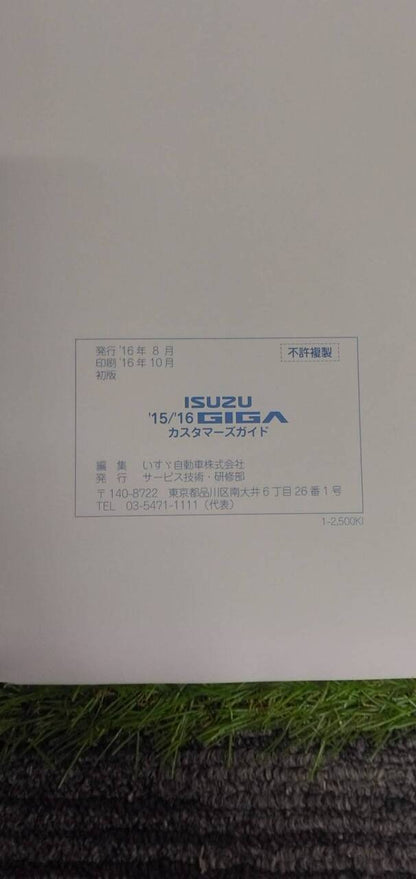 発行 '16年 8月
不許複製
印刷 '16年10月
初版
ISUZU
'15/'16 GIGA
カスタマーズガイド
編 集 いすゞ自動車株式会社
発 行 サービス技術・研修部
〒140-8722 東京都品川区南大井6丁目26番1号
TEL 03-5471-1111（代表）
1-2,500KI